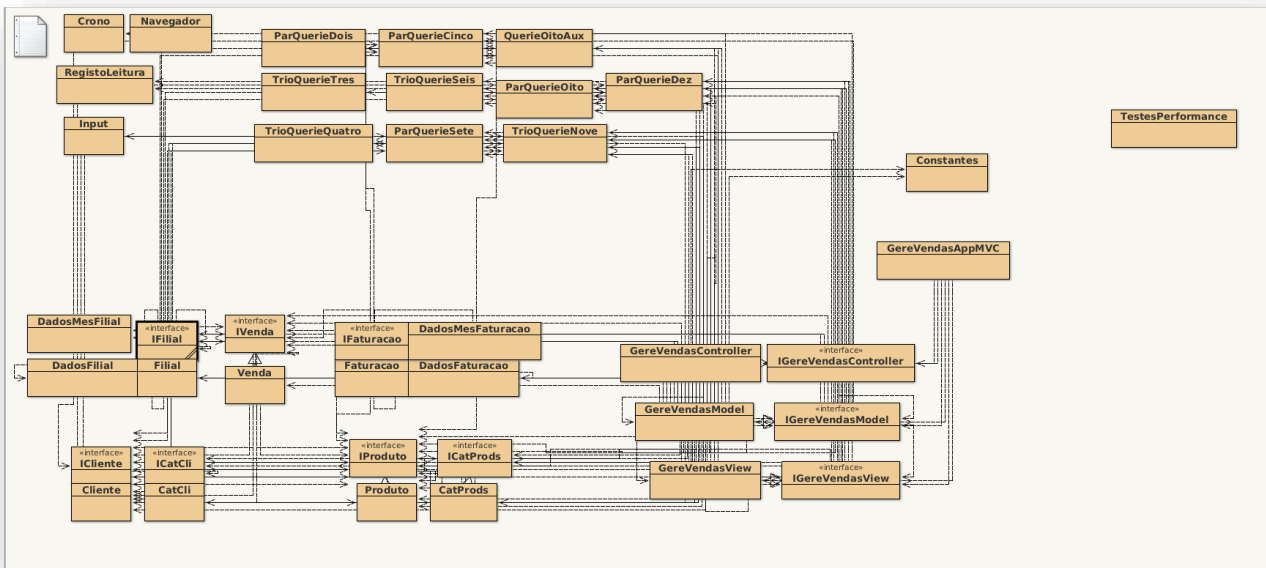 Crono
Navegador
ParQuerieDois
ParQuerieCinco
QuerieOitoAux
RegistoLeitura
TrioQuerieTres
TrioQuerieSeis
ParQuerieOito
ParQuerieDez
TestesPerformance
Input
TrioQuerieQuatro
ParQuerieSete
TrioQuerieNove
Constantes
GereVendasAppMVC
DadosMesFilial
«interface»
IFilial
«interface»
IVenda
«interface»
IFaturacao
DadosMesFaturacao
GereVendasController
«interface»
IGereVendasController
DadosFilial
Filial
Venda
Faturacao
DadosFaturacao
GereVendasModel
«interface»
IGereVendasModel
«interface»
ICliente
«interface»
ICatCli
«interface»
IProduto
«interface»
ICatProds
GereVendasView
«interface»
IGereVendasView
Cliente
CatCli
Produto
CatProds